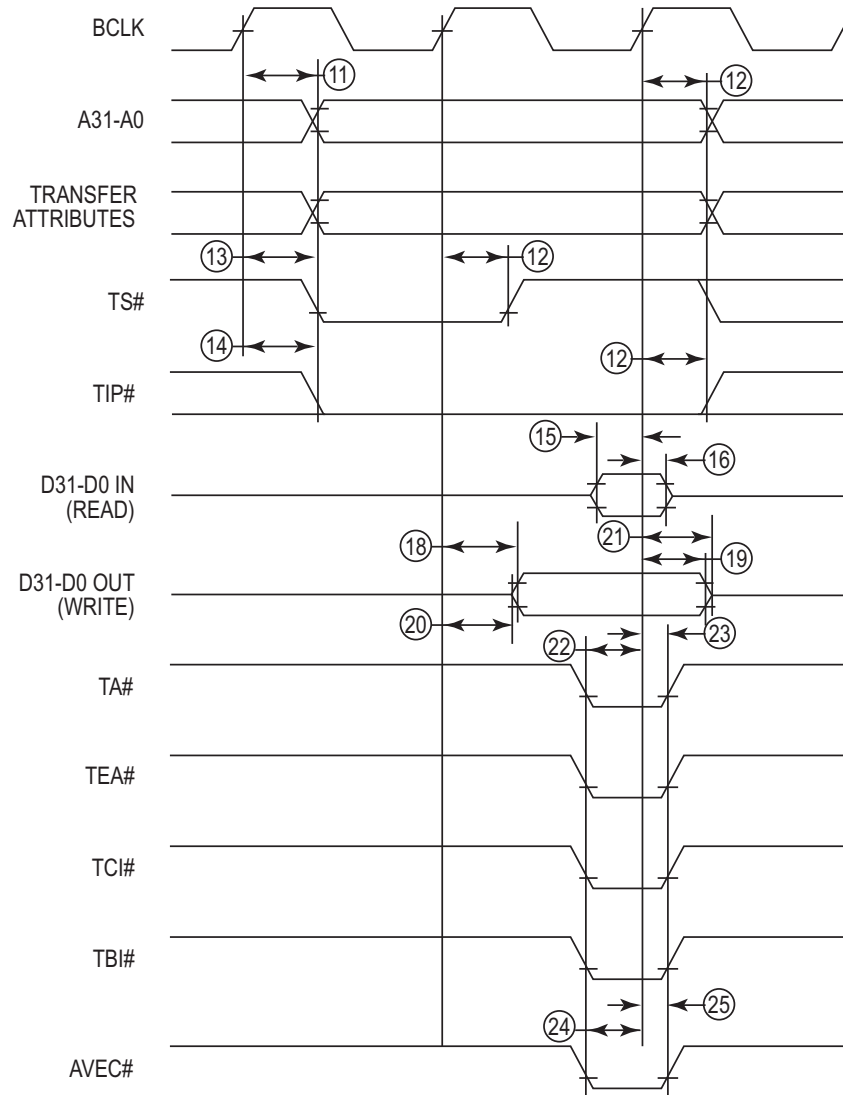 BCLK
11
12
A31-A0
TRANSFER
ATTRIBUTES
13
12
TS#
14
12
TIP#
15
16
D31-D0 IN
(READ)
18
21
19
D31-D0 OUT
(WRITE)
20
22
23
TA#
TEA#
TCI#
TBI#
25
24
AVEC#